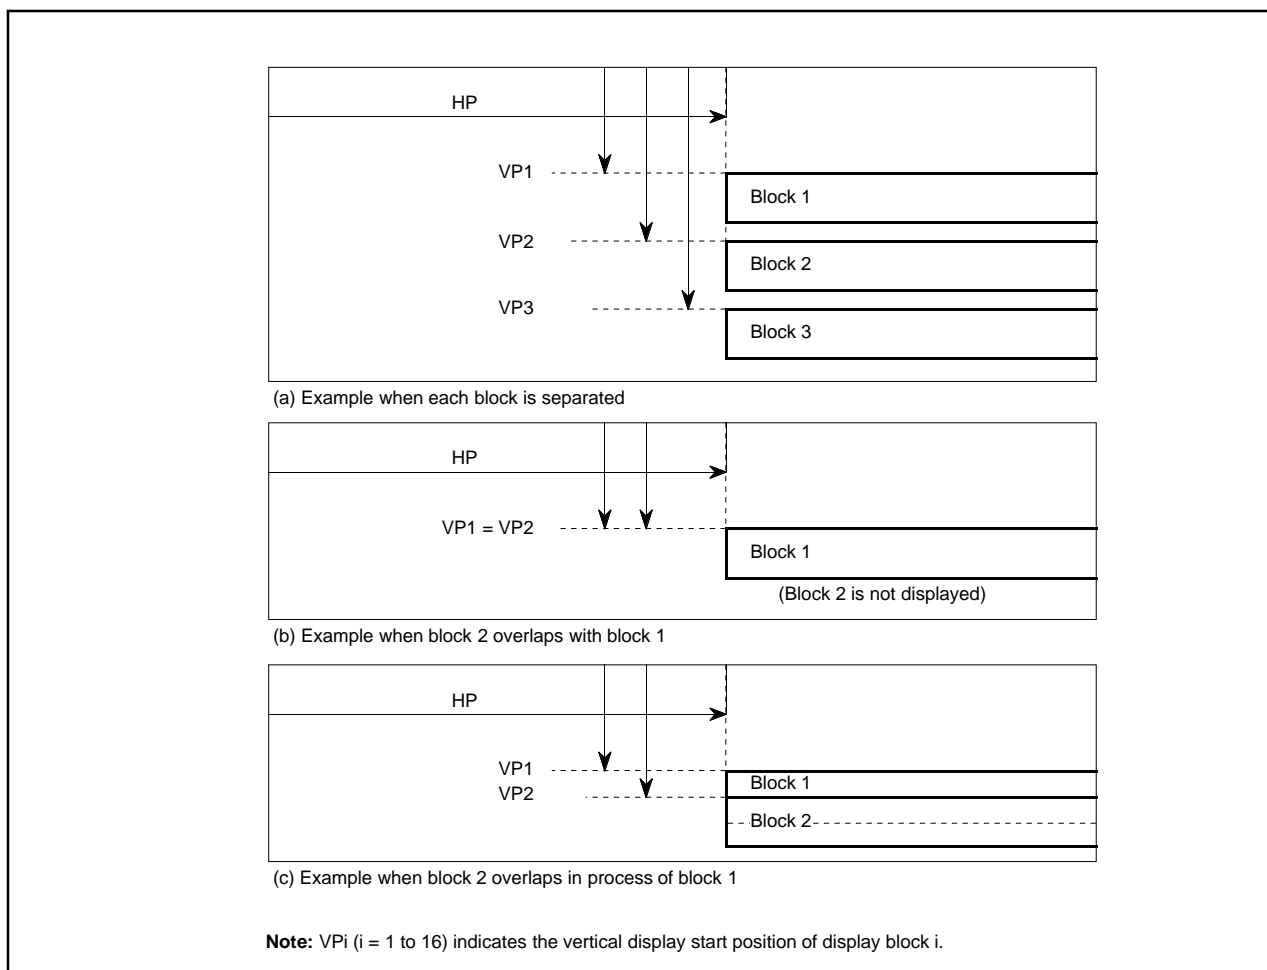 HP
VP1
Block 1
VP2
Block 2
VP3
Block 3
(a) Example when each block is separated
HP
VP1 = VP2
Block 1
(Block 2 is not displayed)
(b) Example when block 2 overlaps with block 1
HP
VP1
Block 1
VP2
Block 2
(c) Example when block 2 overlaps in process of block 1
Note: VPi (i = 1 to 16) indicates the vertical display start position of display block i.